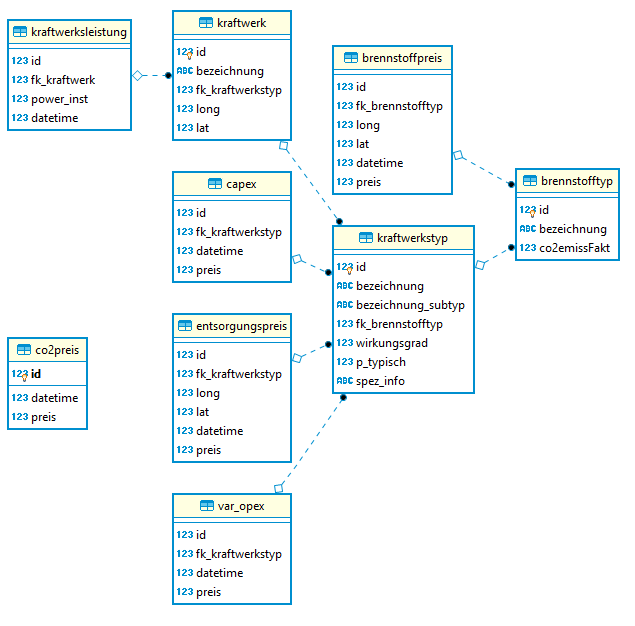 kraftwerksleistung
123 id
123 fk_kraftwerk
123 power_inst
123 datetime
kraftwerk
123 id
ABC bezeichnung
123 fk_kraftwerkstyp
123 long
123 lat
brennstoffpreis
123 id
123 fk_brennstofftyp
123 long
123 lat
123 datetime
123 preis
capex
123 id
123 fk_kraftwerkstyp
123 datetime
123 preis
brennstofftyp
123 id
ABC bezeichnung
123 co2emissFakt
kraftwerkstyp
123 id
ABC bezeichnung
ABC bezeichnung_subtyp
123 fk_brennstofftyp
123 wirkungsgrad
123 p_typisch
ABC spez_info
entsorgungspreis
123 id
123 fk_kraftwerkstyp
123 long
123 lat
123 datetime
123 preis
co2preis
123 id
123 datetime
123 preis
var_opex
123 id
123 fk_kraftwerkstyp
123 datetime
123 preis